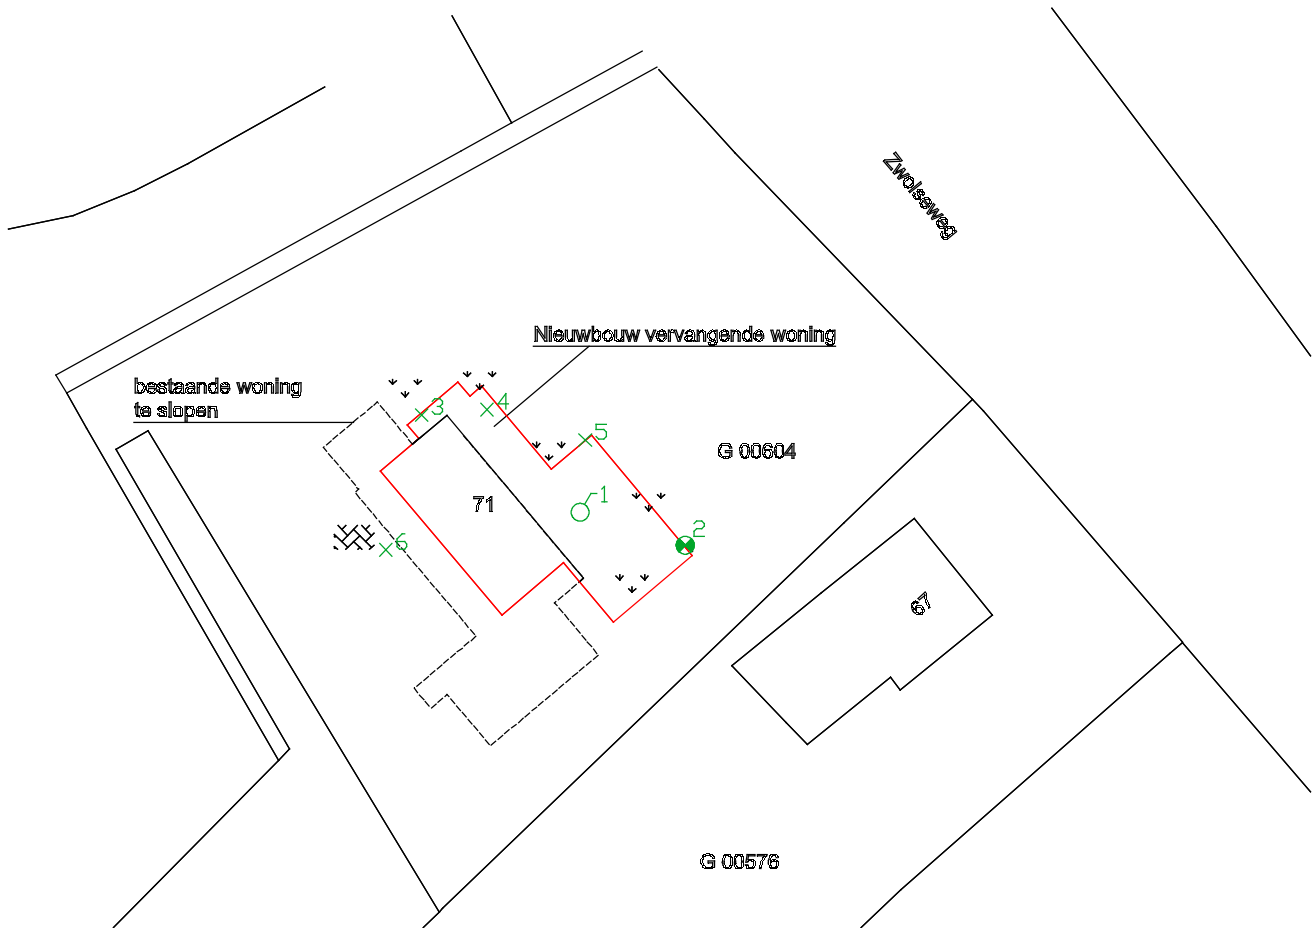 Zwolseweg
Nieuwbouw vervangende woning
bestaande woning
te slopen
3
4
5
G 00604
71
1
2
6
67
G 00576